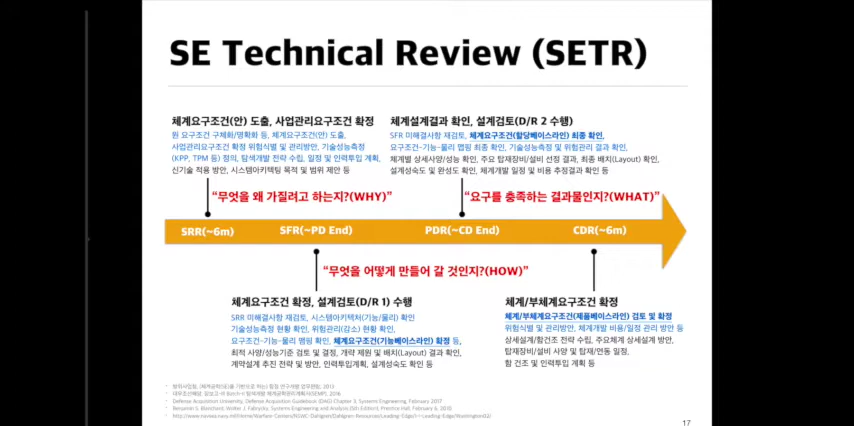 SE Technical Review (SETR)
체계요구조건(안) 도출, 사업관리요구조건 확정
원 요구조건 구체화/명확화 등, 체계요구조건(안) 도출,
사업관리요구조건 확정 위험식별 및 관리방안, 기술성능측정
(KPP, TPM 등) 정의, 탐색개발 전략 수립, 일정 및 인력투입 계획,
신기술 적용 방안, 시스템아키텍팅 목적 및 범위 제안 등
체계설계결과 확인, 설계검토(D/R 2 수행)
SFR 미해결사항 재검토, 체계요구조건(할당베이스라인) 최종 확인,
요구조건-기능-물리 맵핑 최종 확인, 기술성능측정 및 위험관리 결과 확인,
체계별 상세사양/성능 확인, 주요 탑재장비/설비 선정 결과, 최종 배치(Layout) 확인,
설계성숙도 및 완성도 확인, 체계개발 일정 및 비용 추정결과 확인 등
“무엇을 왜 가질려고 하는지?(WHY)”
“요구를 충족하는 결과물인지?(WHAT)”
SRR(~6m)
SFR(~PD End)
PDR(~CD End)
CDR(~6m)
“무엇을 어떻게 만들어 갈 것인지?(HOW)”
체계요구조건 확정, 설계검토(D/R 1) 수행
SRR 미해결사항 재검토, 시스템아키텍처(기능/물리) 확인
기술성능측정 현황 확인, 위험관리(감소) 현황 확인,
요구조건-기능-물리 맵핑 확인, 체계요구조건(기능베이스라인) 확정 등,
최적 사양/성능기준 검토 및 결정, 개략 제원 및 배치(Layout) 결과 확인,
계약설계 추진 전략 및 방안, 인력투입계획, 설계성숙도 확인 등
체계/부체계요구조건 확정
체계/부체계요구조건(제품베이스라인) 검토 및 확정
위험식별 및 관리방안, 체계개발 비용/일정 관리 방안 등
상세설계/함건조 전략 수립, 주요체계 상세설계 방안,
탑재장비/설비 사양 및 탑재/연동 일정,
함 건조 및 인력투입 계획 등
Defense Acquisition University, Defense Acquisition Guidebook (DAG) Chapter 3, Systems Engineering, February 2017
17